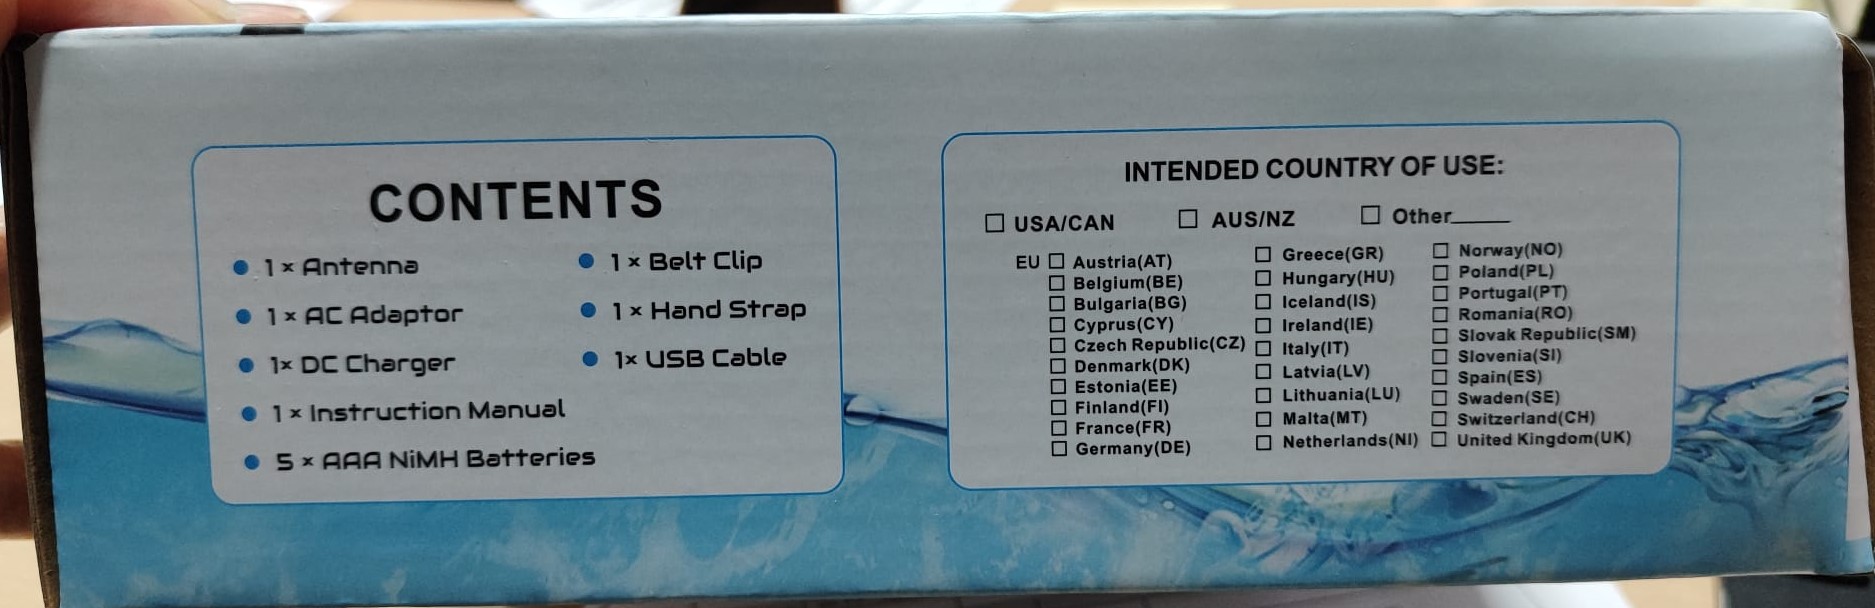 CONTENTS
1 × Antenna
1 × AC Adaptor
1× DC Charger
1 × Instruction Manual
5 × AAA NiMH Batteries
1 × Belt Clip
1 × Hand Strap
1× USB Cable
INTENDED COUNTRY OF USE:
USA/CAN
AUS/NZ
Other______
EU
Austria(AT)
Belgium(BE)
Bulgaria(BG)
Cyprus(CY)
Czech Republic(CZ)
Denmark(DK)
Estonia(EE)
Finland(FI)
France(FR)
Germany(DE)
Greece(GR)
Hungary(HU)
Iceland(IS)
Ireland(IE)
Italy(IT)
Latvia(LV)
Lithuania(LU)
Malta(MT)
Netherlands(NI)
Norway(NO)
Poland(PL)
Portugal(PT)
Romania(RO)
Slovak Republic(SM)
Slovenia(SI)
Spain(ES)
Swaden(SE)
Switzerland(CH)
United Kingdom(UK)